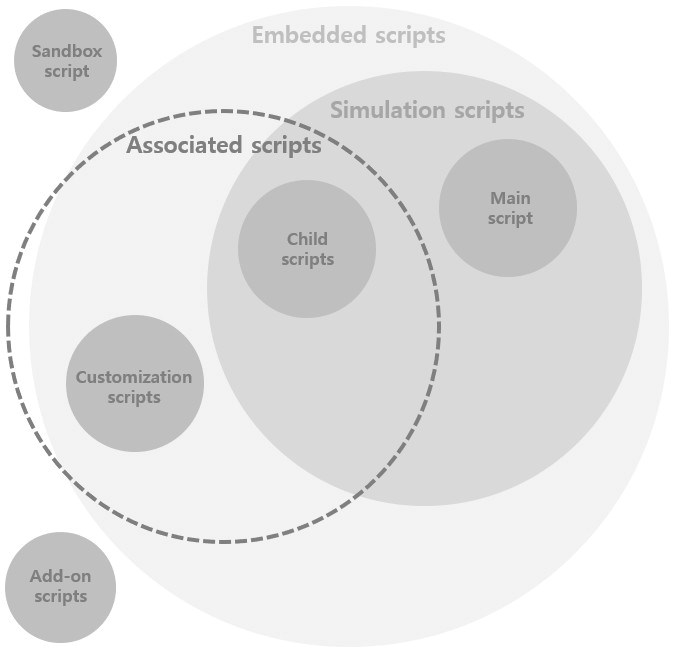 Embedded scripts
Sandbox
script
Simulation scripts
Associated scripts
Main
script
Child
scripts
Customization
scripts
Add-on
scripts